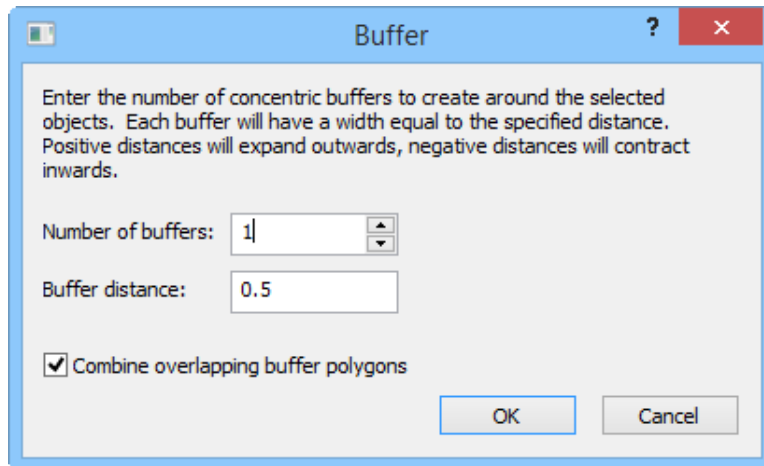 Buffer
?
×
Enter the number of concentric buffers to create around the selected
objects. Each buffer will have a width equal to the specified distance.
Positive distances will expand outwards, negative distances will contract
inwards.
Number of buffers: 1
Buffer distance: 0.5
Combine overlapping buffer polygons
OK Cancel